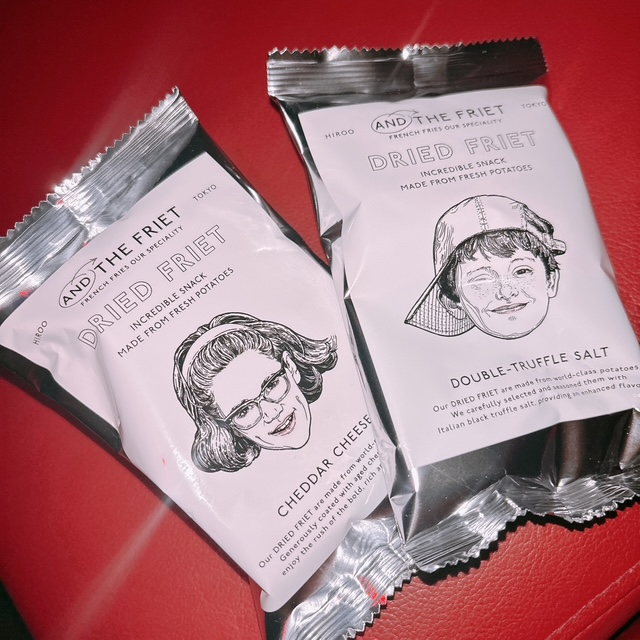 HIROO
AND THE FRIET
TOKYO
FRENCH FRIES OUR SPECIALITY
DRIED FRIET
INCREDIBLE SNACK
MADE FROM FRESH POTATOES
CHEDDAR CHEESE
Our DRIED FRIET are made from world-
Generously coated with aged
enjoy the rush of the bold, rich
HIROO
AND THE FRIET
TOKYO
FRENCH FRIES OUR SPECIALITY
DRIED FRIET
INCREDIBLE SNACK
MADE FROM FRESH POTATOES
DOUBLE-TRUFFLE SALT
Our DRIED FRIET are made from world-class potatoes
We carefully selected and seasoned them with
Italian black truffle salt, providing an enhanced flavor